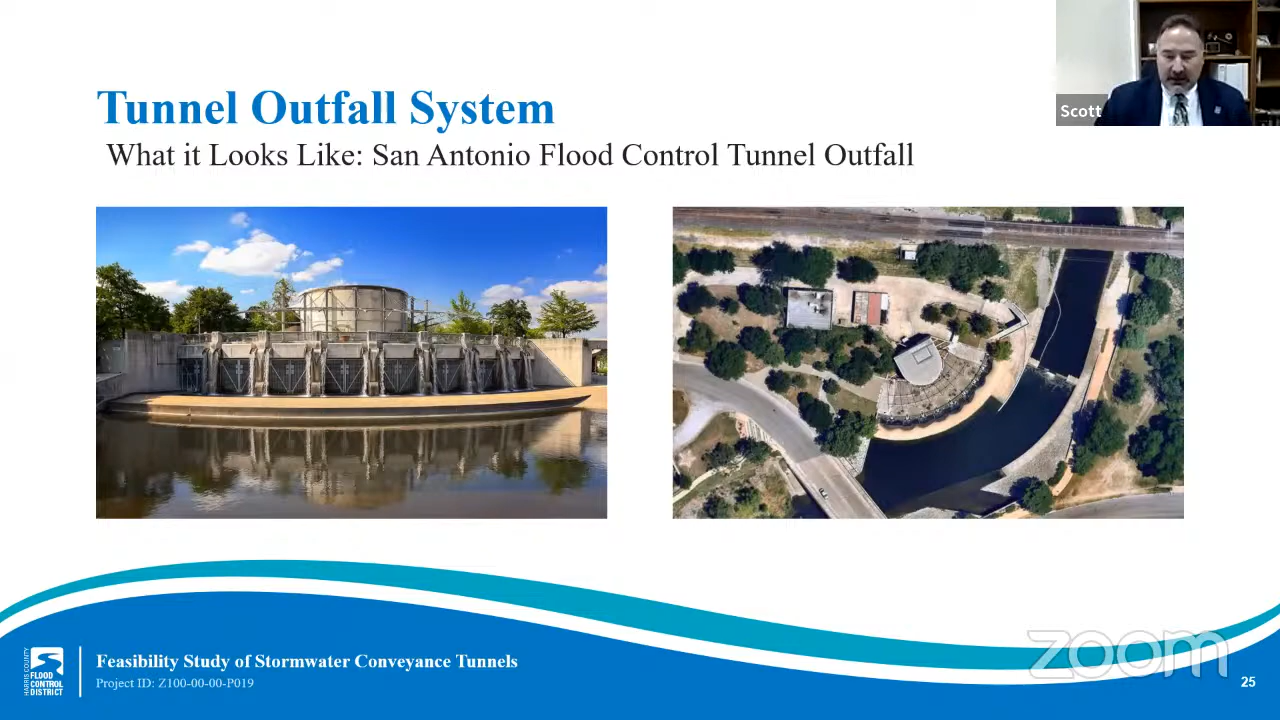 Scott
Tunnel Outfall System
What it Looks Like: San Antonio Flood Control Tunnel Outfall
HARRIS COUNTY
FLOOD
CONTROL
DISTRICT
Feasibility Study of Stormwater Conveyance Tunnels
Project ID: Z100-00-00-P019
zoom
25